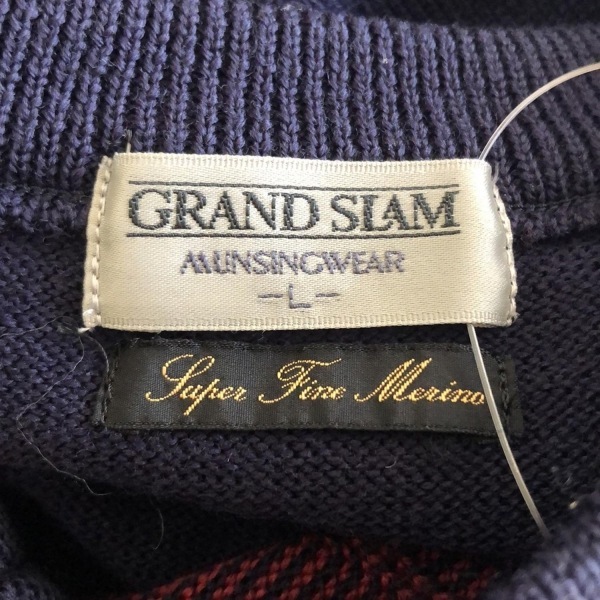 GRAND SLAM
MUNSINGWEAR
-L-
Super Fine Merino